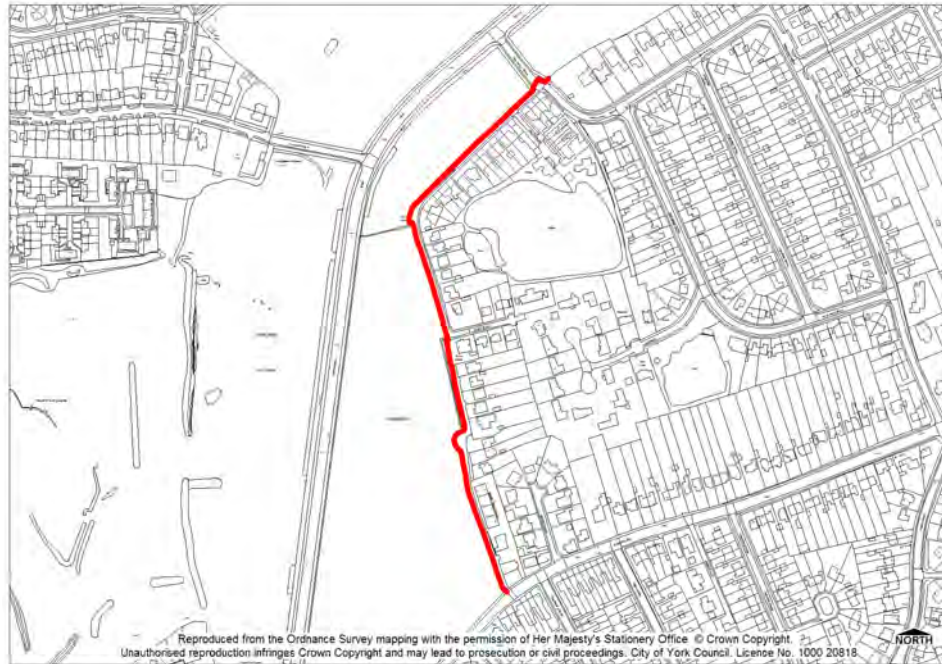 Reproduced from the Ordnance Survey mapping with the permission of Her Majesty's Stationery Office © Crown Copyright.
Unauthorised reproduction infringes Crown Copyright and may lead to prosecution or civil proceedings. City of York Council. Licence No. 1000 20818
NORTH